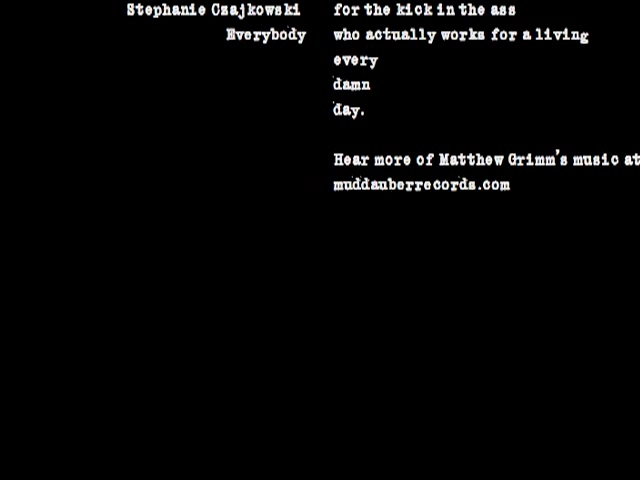 Stephanie Czajkowski for the kick in the ass
Everybody who actually works for a living
every
damn
day.
Hear more of Matthew Grimm's music at
muddauberrecords.com